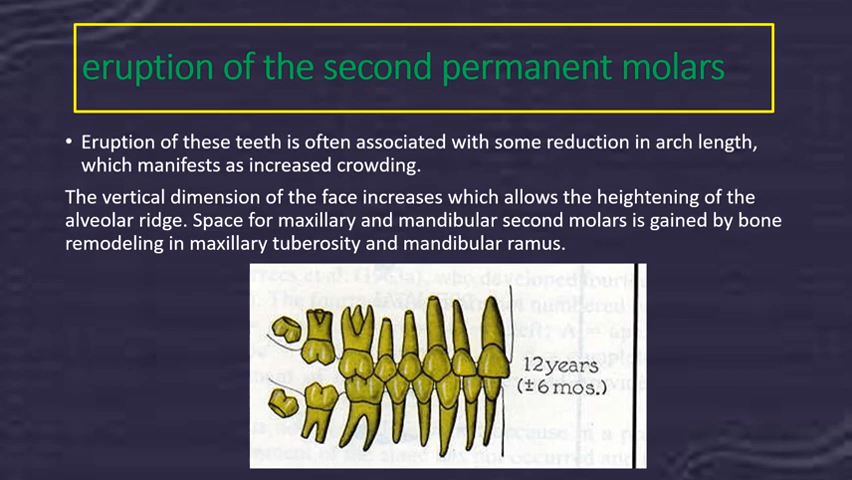 eruption of the second permanent molars
• Eruption of these teeth is often associated with some reduction in arch length,
which manifests as increased crowding.
The vertical dimension of the face increases which allows the heightening of the
alveolar ridge. Space for maxillary and mandibular second molars is gained by bone
remodeling in maxillary tuberosity and mandibular ramus.
12years
(±6mos.)